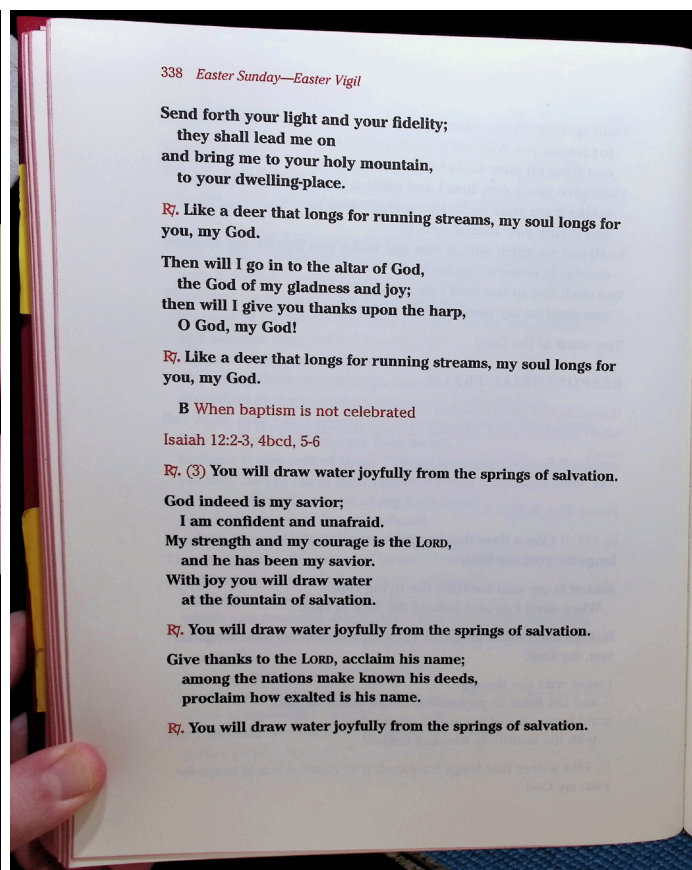 338 Easter Sunday—Easter Vigil
Send forth your light and your fidelity;
they shall lead me on
and bring me to your holy mountain,
to your dwelling-place.
℟. Like a deer that longs for running streams, my soul longs for
you, my God.
Then will I go in to the altar of God,
the God of my gladness and joy;
then will I give you thanks upon the harp,
O God, my God!
℟. Like a deer that longs for running streams, my soul longs for
you, my God.
B When baptism is not celebrated
Isaiah 12:2-3, 4bcd, 5-6
℟. (3) You will draw water joyfully from the springs of salvation.
God indeed is my savior;
I am confident and unafraid.
My strength and my courage is the LORD,
and he has been my savior.
With joy you will draw water
at the fountain of salvation.
℟. You will draw water joyfully from the springs of salvation.
Give thanks to the LORD, acclaim his name;
among the nations make known his deeds,
proclaim how exalted is his name.
℟. You will draw water joyfully from the springs of salvation.